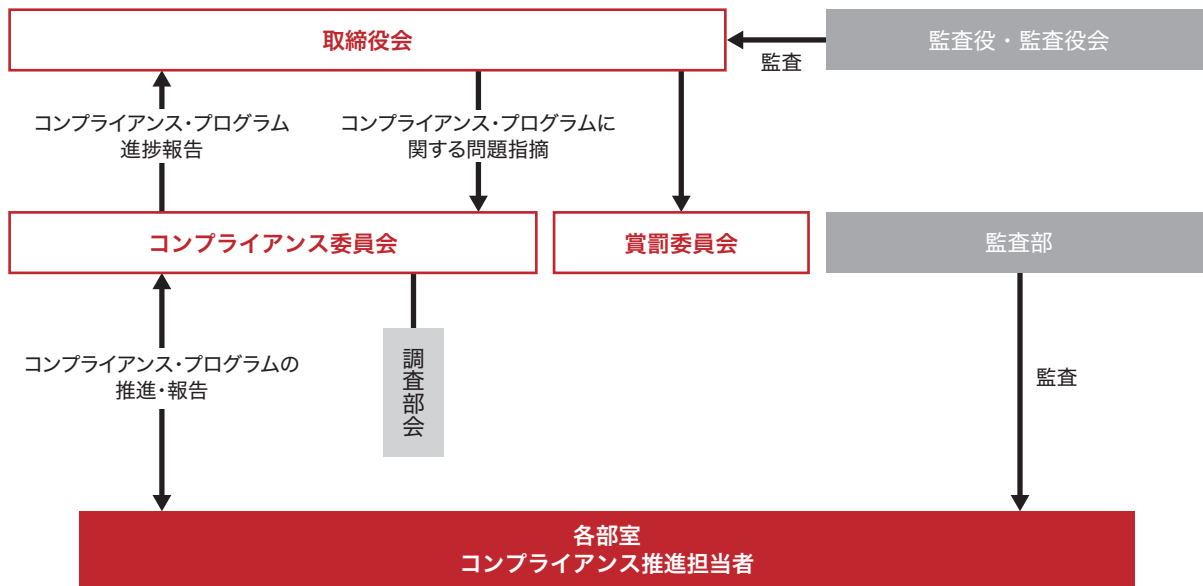 取締役会
監査役・監査役会
監査
コンプライアンス・プログラム
進捗報告
コンプライアンス・プログラムに
関する問題指摘
コンプライアンス委員会
賞罰委員会
監査部
コンプライアンス・プログラムの
推進・報告
調査部会
監査
各部室
コンプライアンス推進担当者